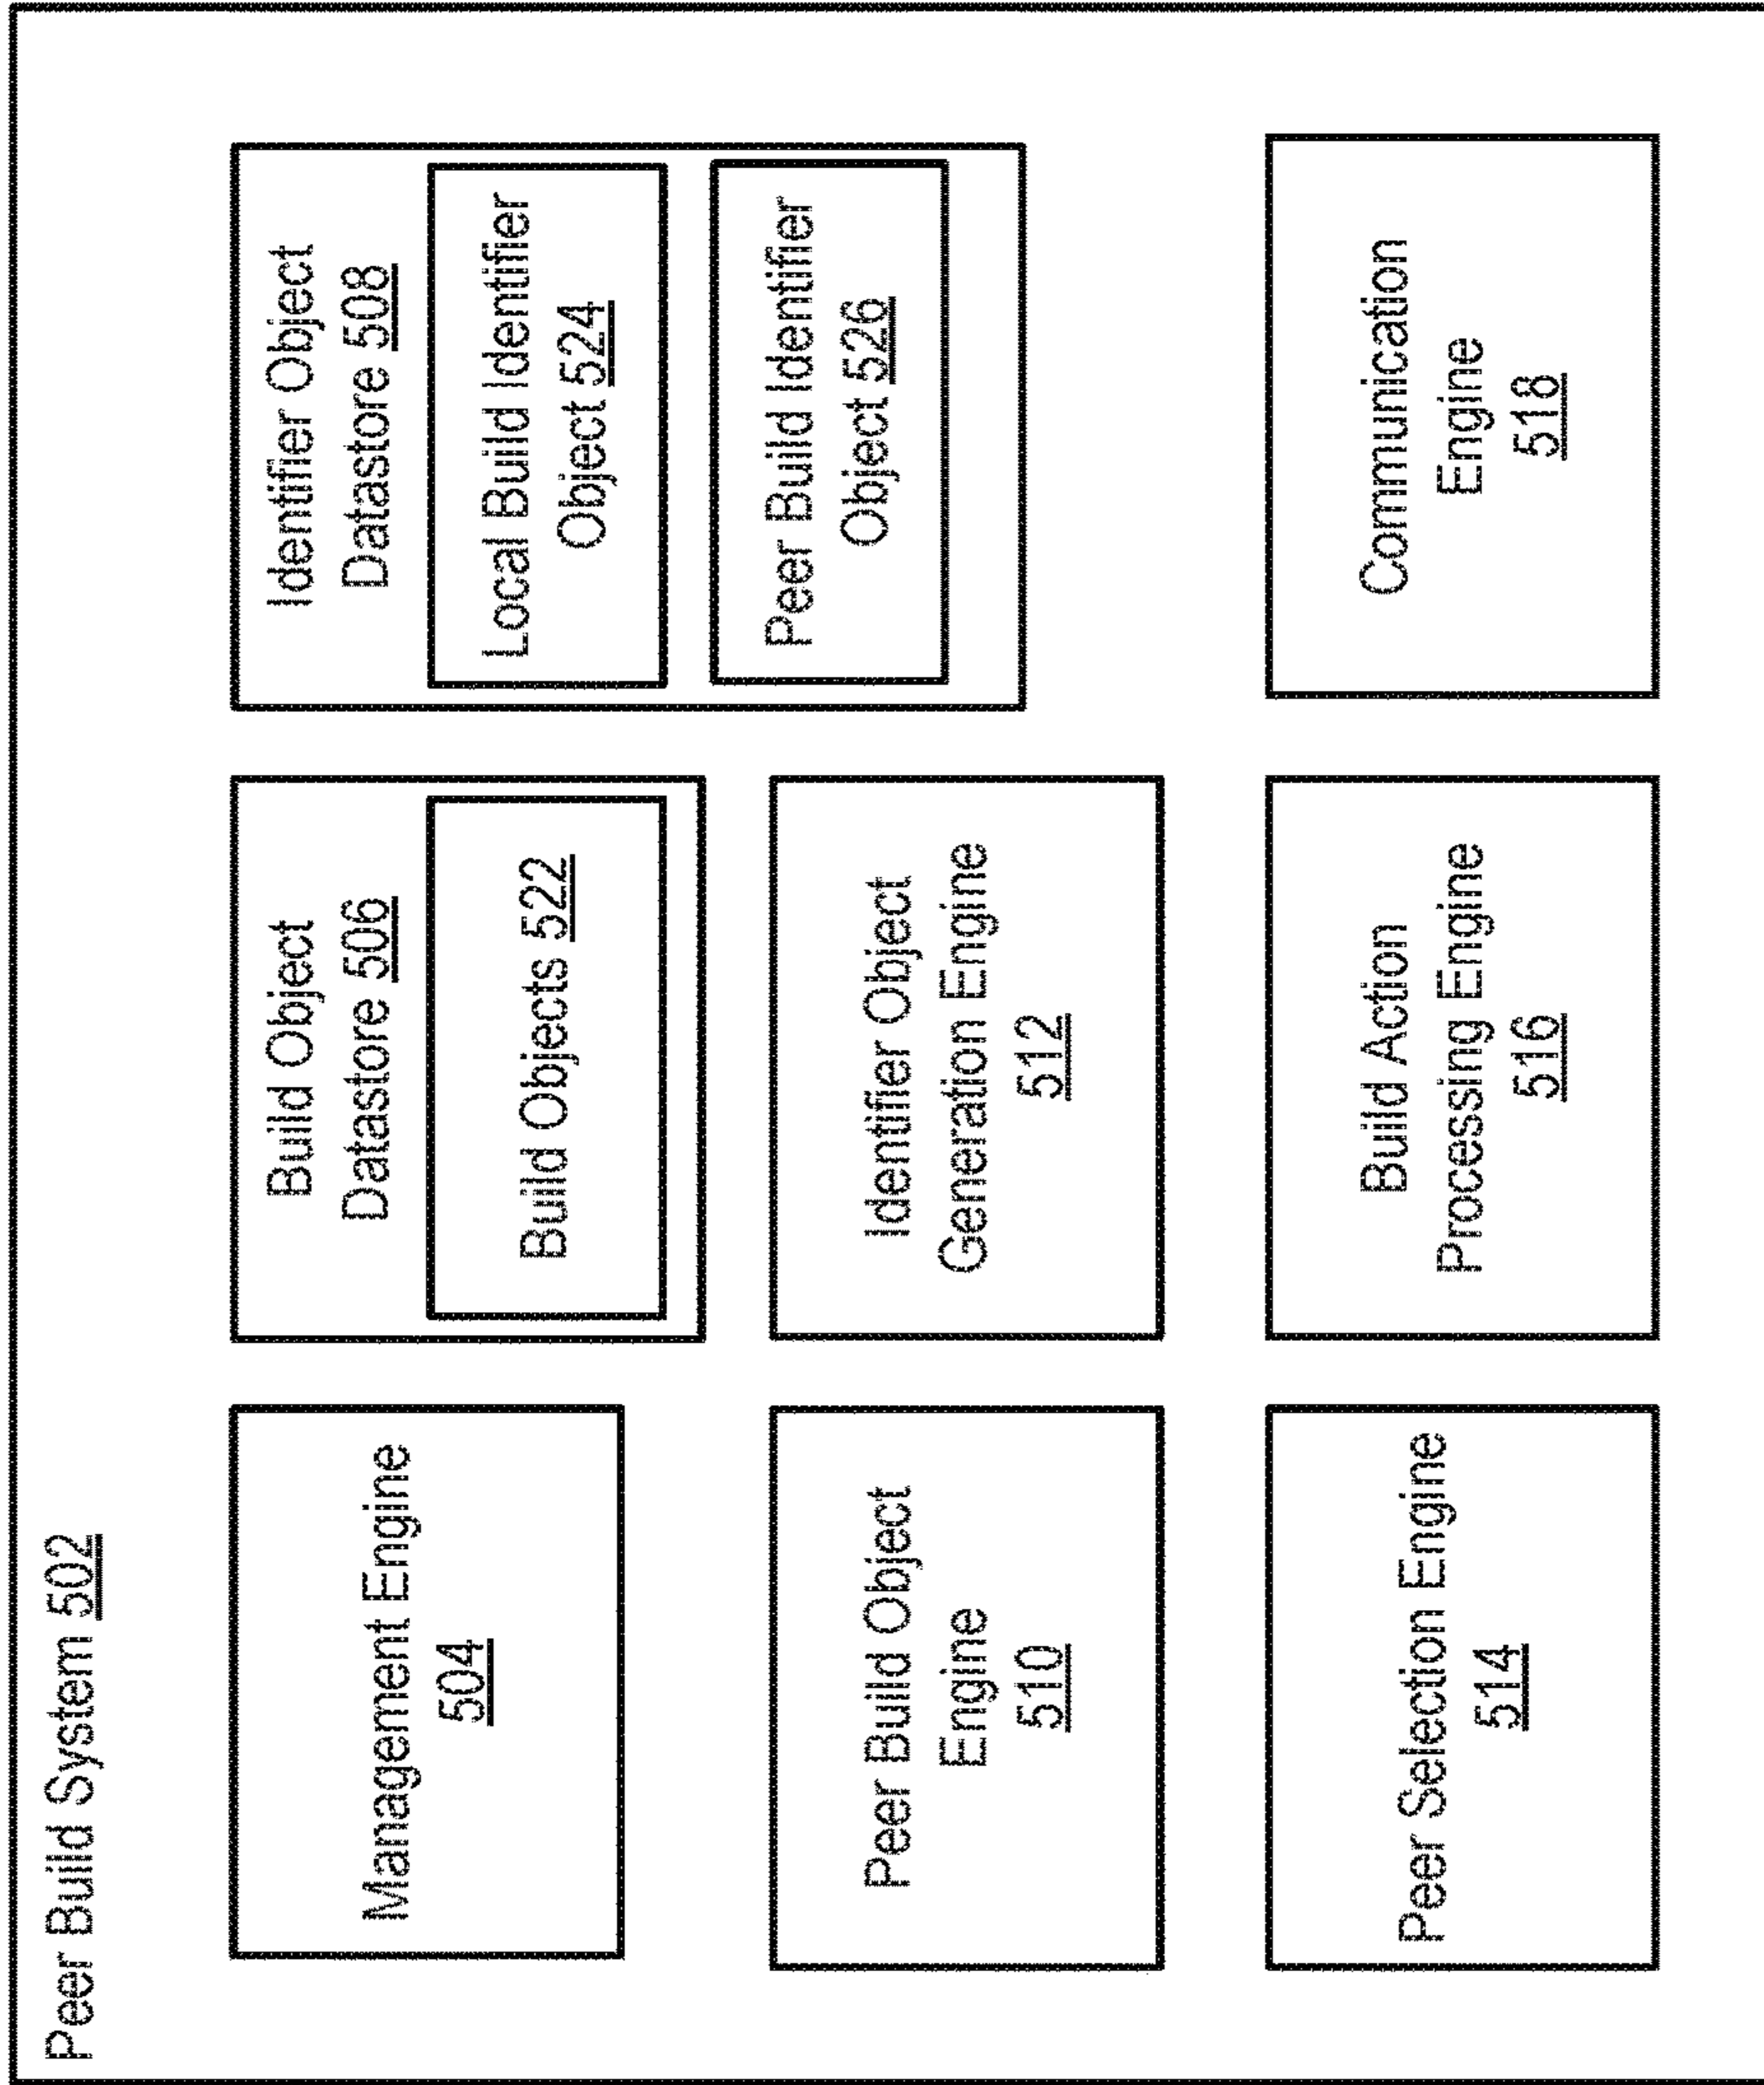 Peer Build System 502
Management Engine
504
Build Object
Datastore 506
Build Objects 522
Identifier Object
Datastore 508
Local Build Identifier
Object 524
Peer Build Identifier
Object 526
Peer Build Object
Engine
510
Identifier Object
Generation Engine
512
Peer Selection Engine
514
Build Action
Processing Engine
516
Communication
Engine
518